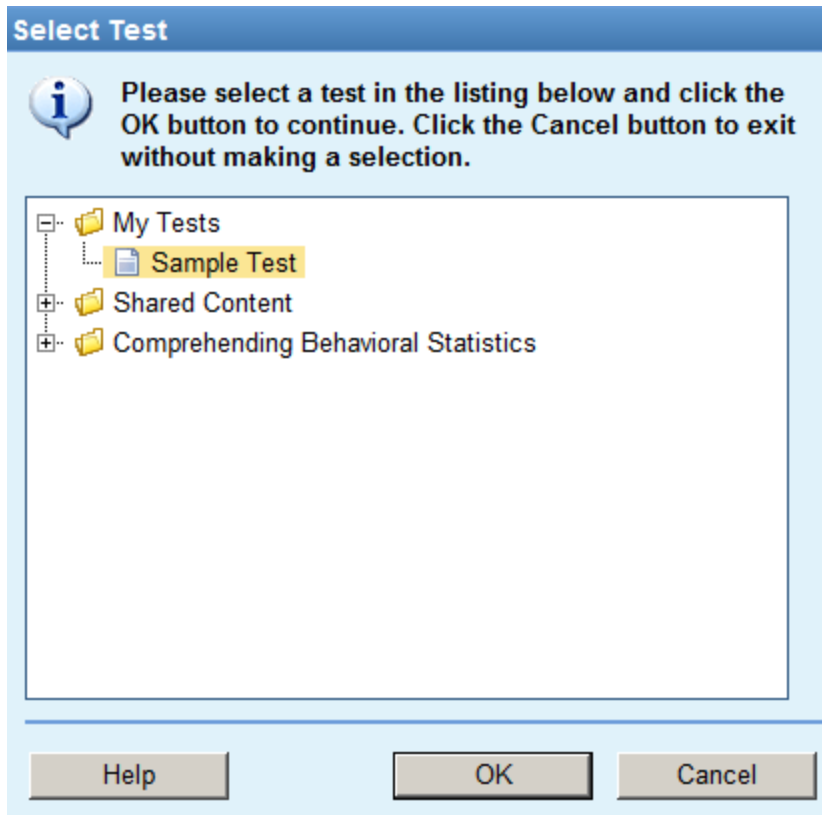 Select Test
Please select a test in the listing below and click the
OK button to continue. Click the Cancel button to exit
without making a selection.
My Tests
Sample Test
Shared Content
Comprehending Behavioral Statistics
Help OK Cancel